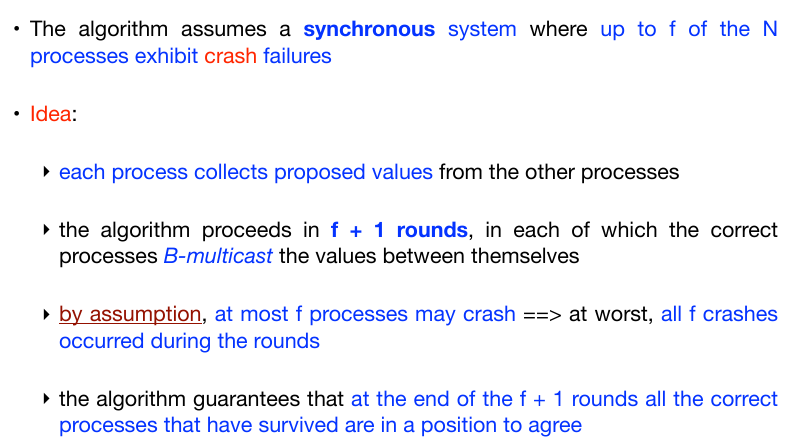 • The algorithm assumes a synchronous system where up to f of the N
processes exhibit crash failures
• Idea:
‣ each process collects proposed values from the other processes
‣ the algorithm proceeds in f + 1 rounds, in each of which the correct
processes B-multicast the values between themselves
‣ by assumption, at most f processes may crash ==> at worst, all f crashes
occurred during the rounds
‣ the algorithm guarantees that at the end of the f + 1 rounds all the correct
processes that have survived are in a position to agree